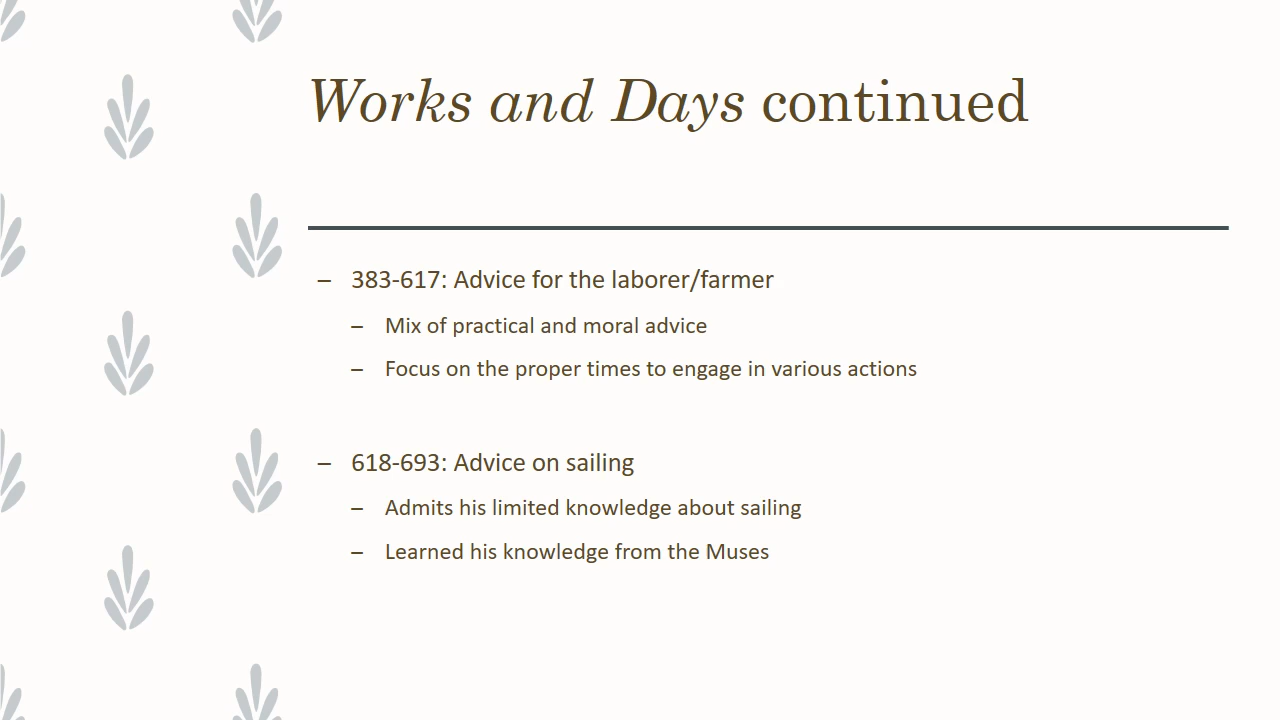 Works and Days continued
– 383-617: Advice for the laborer/farmer
– Mix of practical and moral advice
– Focus on the proper times to engage in various actions
– 618-693: Advice on sailing
– Admits his limited knowledge about sailing
– Learned his knowledge from the Muses